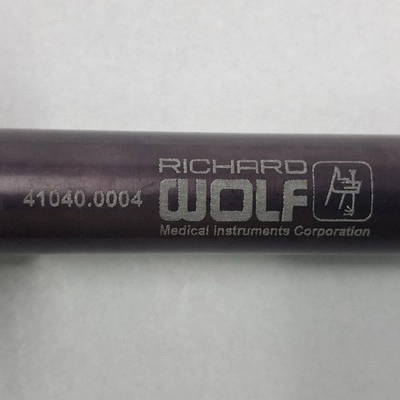 41040.0004
RICHARD
WOLF
Medical Instruments Corporation